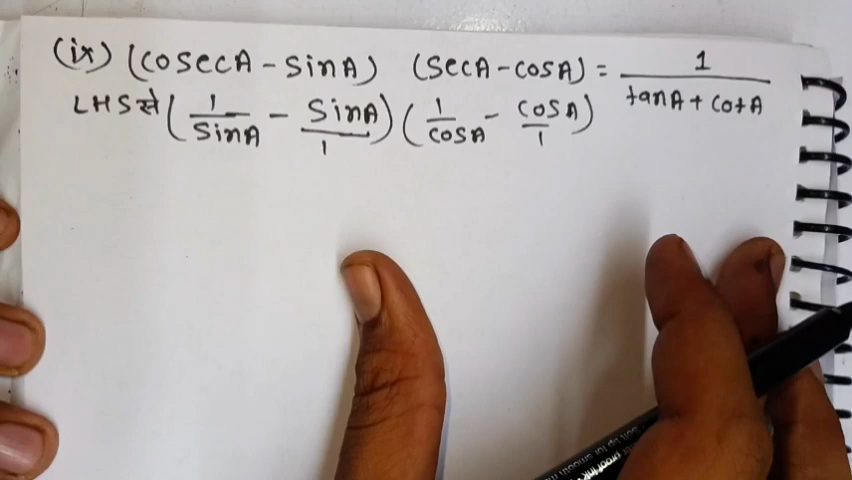 (ix) (cosecA - sinA) (secA - cosA) = 1 / tanA + cotA
LHS से (1/sinA - sinA/1) (1/cosA - cosA/1)